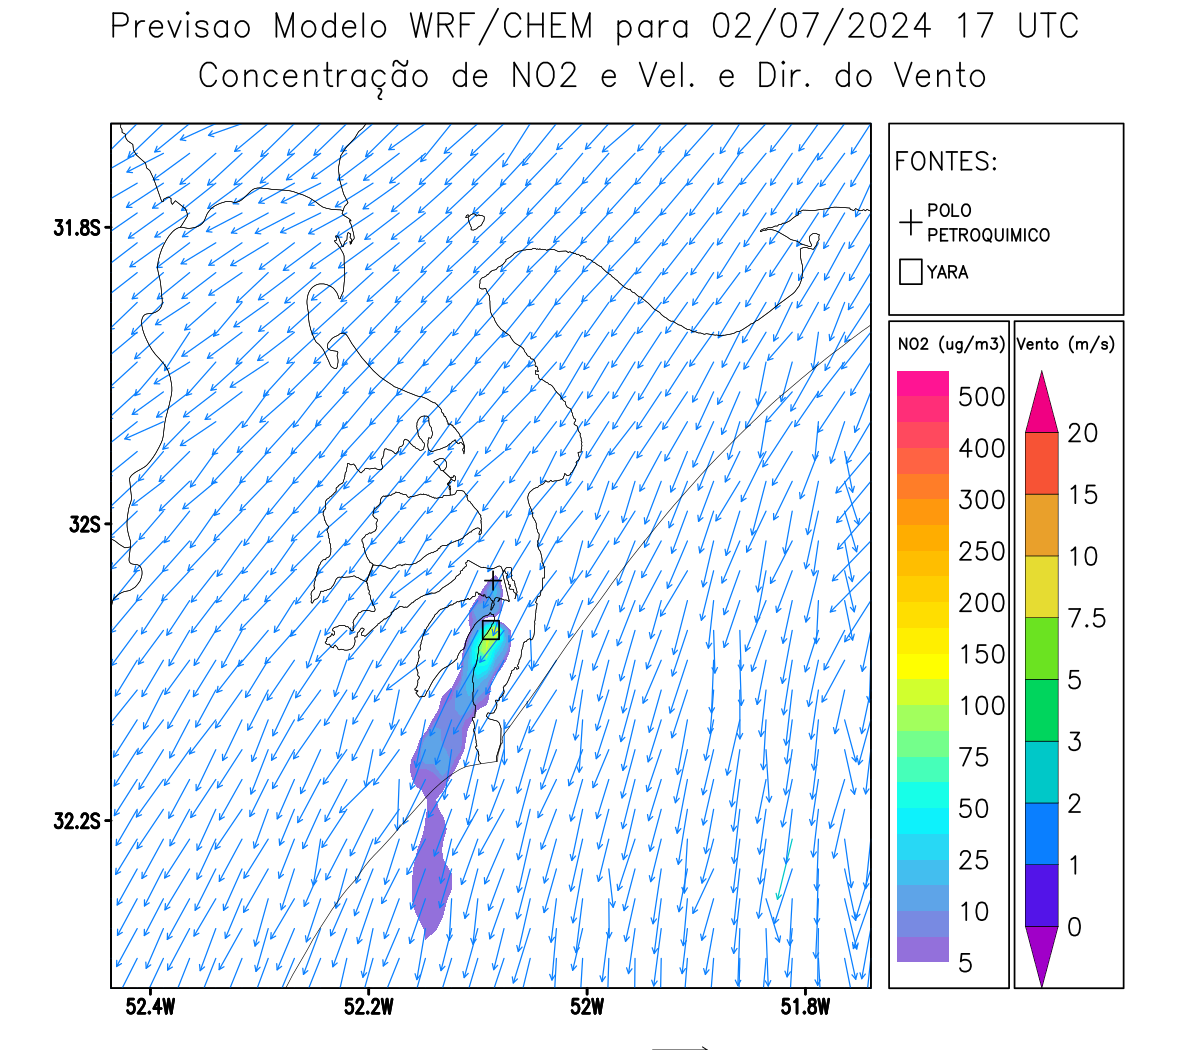 Previsao Modelo WRF/CHEM para 02/07/2024 17 UTC
Concentração de NO2 e Vel. e Dir. do Vento
FONTES:
POLO
PETROQUIMICO
YARA
NO2 (ug/m3)
500
400
300
250
200
150
100
75
50
25
10
5
Vento (m/s)
20
15
10
7.5
5
3
2
1
0
31.8S
32S
32.2S
52.4W
52.2W
52W
51.8W